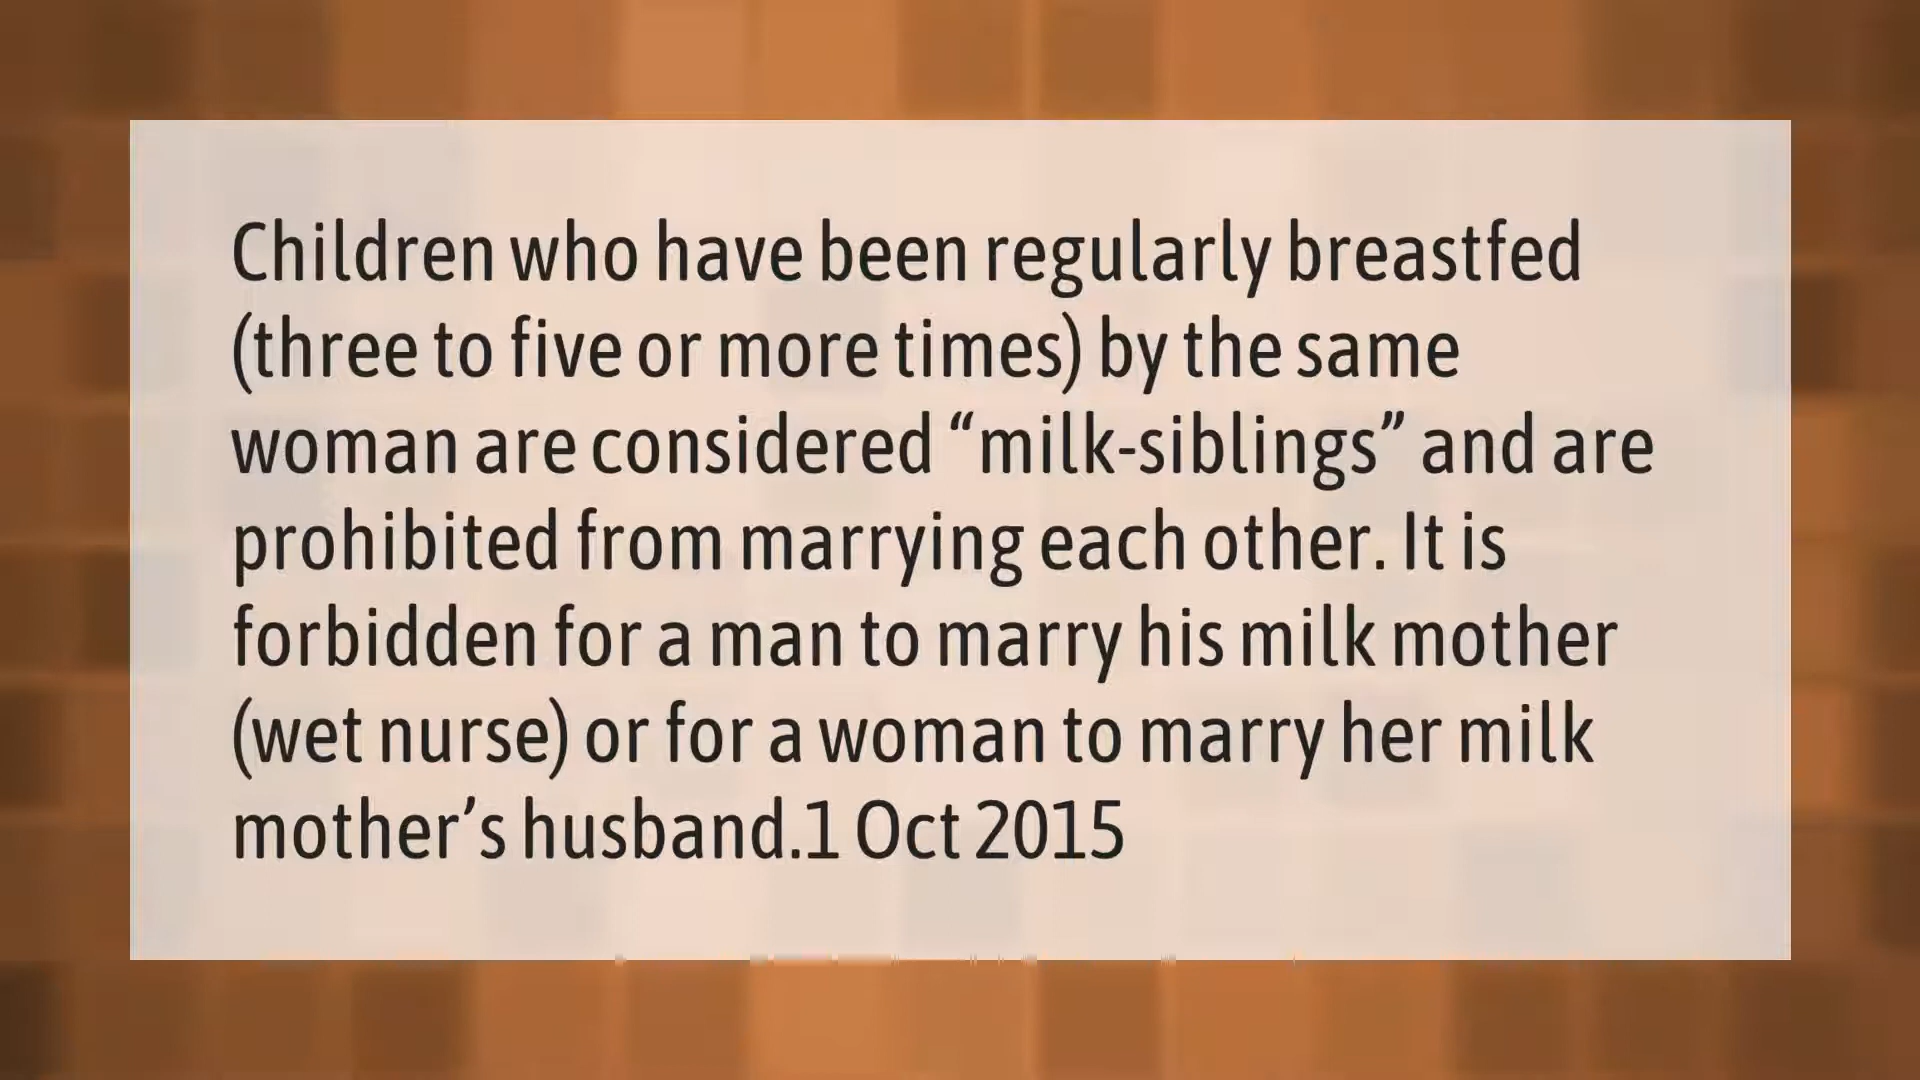 Children who have been regularly breastfed
(three to five or more times) by the same
woman are considered “milk-siblings” and are
prohibited from marrying each other. It is
forbidden for a man to marry his milk mother
(wet nurse) or for a woman to marry her milk
mother’s husband.1 Oct 2015